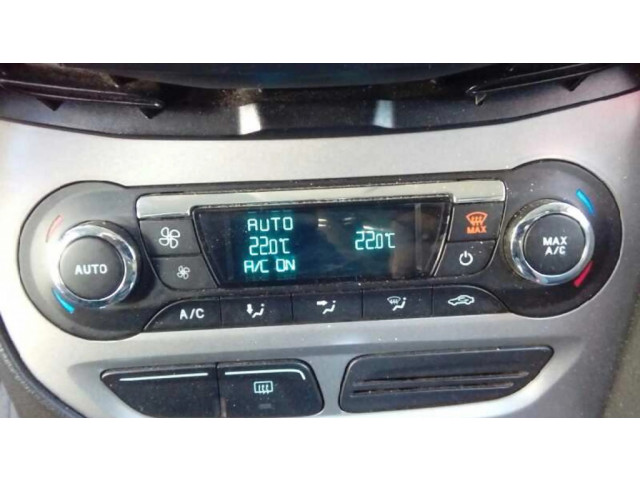 AUTO
22.0°C 22.0°C
A/C ON
MAX
AUTO
MAX
A/C
A/C